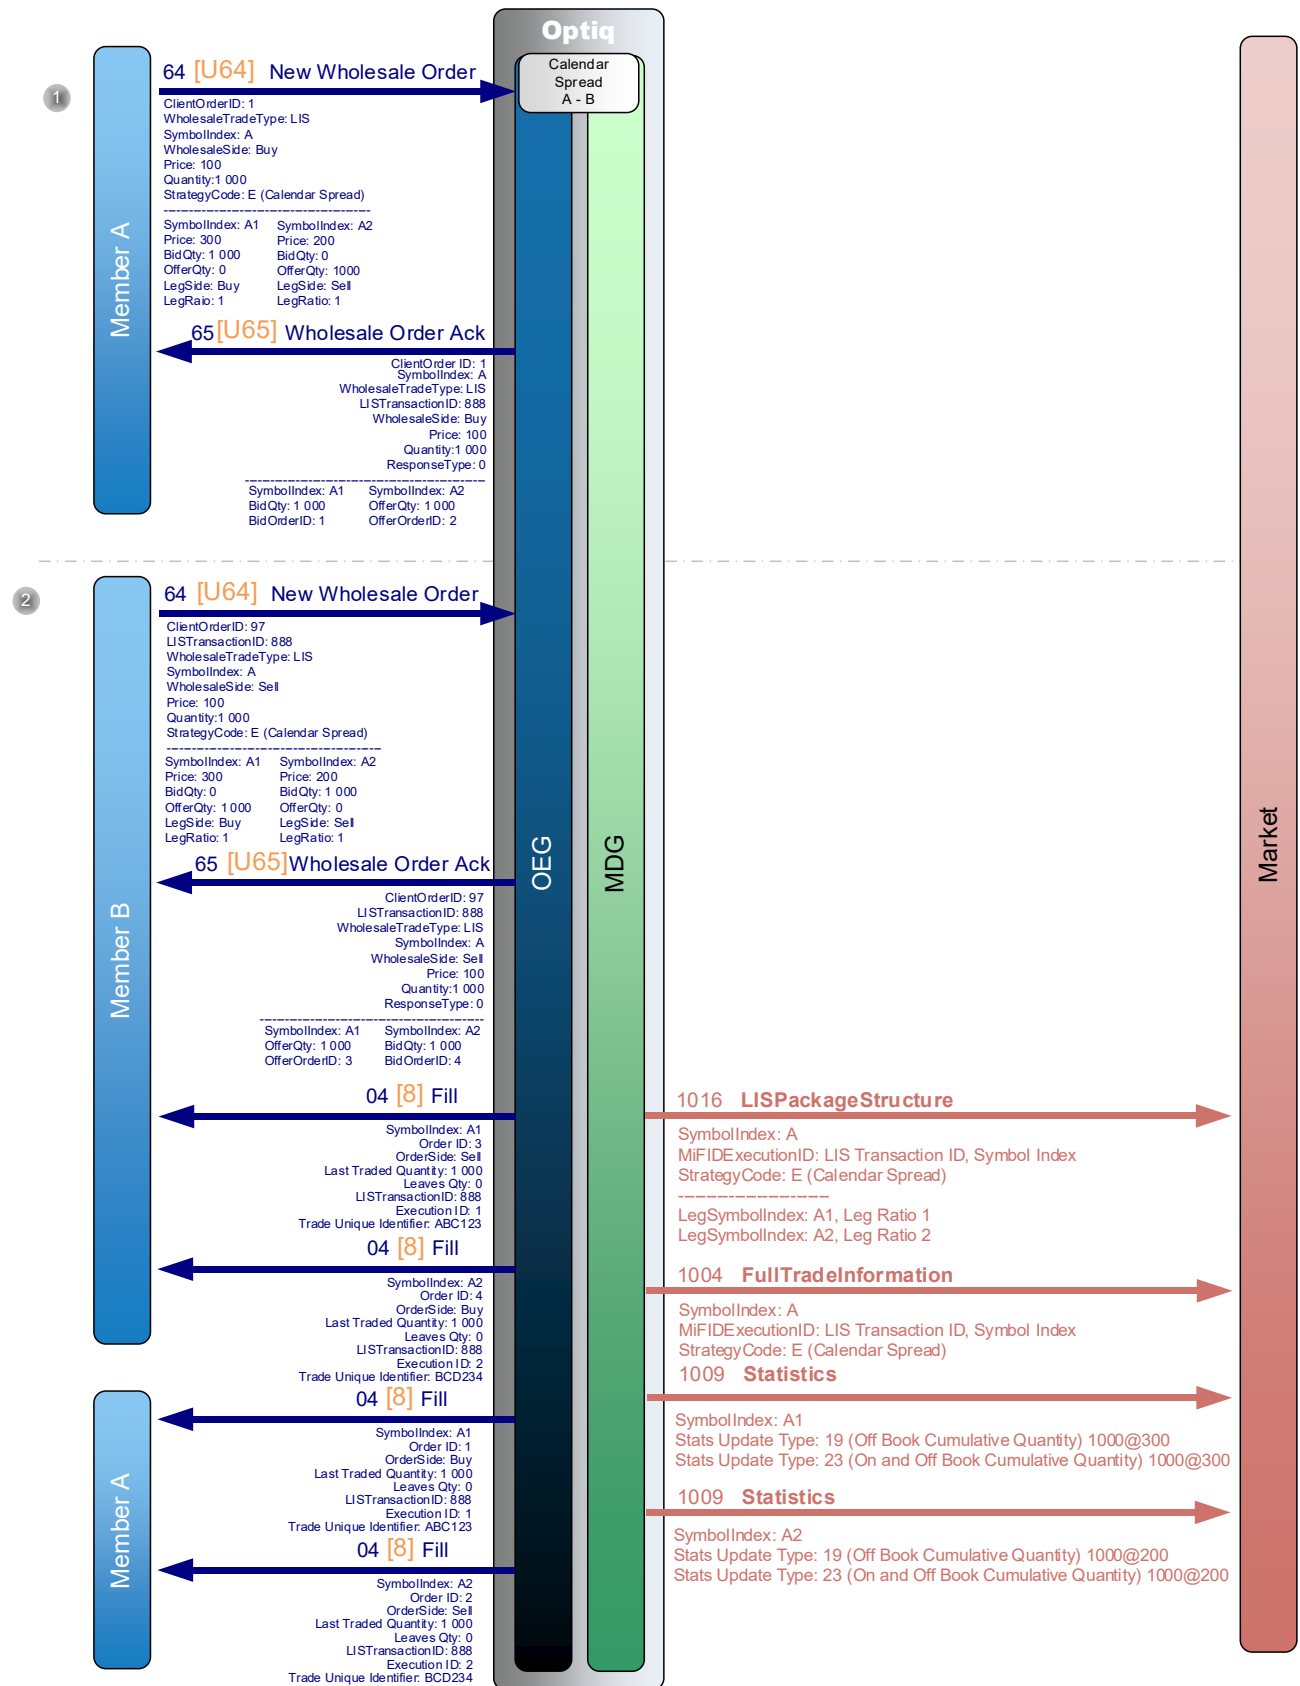 Optiq
Calendar
Spread
A - B
1
Member A
64 [U64] New Wholesale Order
ClientOrderID: 1
WholesaleTradeType: LIS
SymbolIndex: A
WholesaleSide: Buy
Price: 100
Quantity:1 000
StrategyCode: E (Calendar Spread)
------------------------------------------------
SymbolIndex: A1 SymbolIndex: A2
Price: 300 Price: 200
BidQty: 1 000 BidQty: 0
OfferQty: 0 OfferQty: 1000
LegSide: Buy LegSide: Sell
LegRaio: 1 LegRatio: 1
65 [U65] Wholesale Order Ack
ClientOrder ID: 1
SymbolIndex: A
WholesaleTradeType: LIS
LISTransactionID: 888
WholesaleSide: Buy
Price: 100
Quantity:1 000
ResponseType: 0
--------------------------------------------------------
SymbolIndex: A1 SymbolIndex: A2
BidQty: 1 000 OfferQty: 1 000
BidOrderID: 1 OfferOrderID: 2
2
Member B
64 [U64] New Wholesale Order
ClientOrderID: 97
LISTransactionID: 888
WholesaleTradeType: LIS
SymbolIndex: A
WholesaleSide: Sell
Price: 100
Quantity:1 000
StrategyCode: E (Calendar Spread)
--------------------------------------------------
SymbolIndex: A1 SymbolIndex: A2
Price: 300 Price: 200
BidQty: 0 BidQty: 1 000
OfferQty: 1 000 OfferQty: 0
LegSide: Buy LegSide: Sell
LegRatio: 1 LegRatio: 1
65 [U65] Wholesale Order Ack
ClientOrderID: 97
LISTransactionID: 888
WholesaleTradeType: LIS
SymbolIndex: A
WholesaleSide: Sell
Price: 100
Quantity:1 000
ResponseType: 0
----------------------------------------------------
SymbolIndex: A1 SymbolIndex: A2
OfferQty: 1 000 BidQty: 1 000
OfferOrderID: 3 BidOrderID: 4
04 [8] Fill
SymbolIndex: A1
Order ID: 3
OrderSide: Sell
Last Traded Quantity: 1 000
Leaves Qty: 0
LISTransactionID: 888
Execution ID: 1
Trade Unique Identifier: ABC123
04 [8] Fill
SymbolIndex: A2
Order ID: 4
OrderSide: Buy
Last Traded Quantity: 1 000
Leaves Qty: 0
LISTransactionID: 888
Execution ID: 2
Trade Unique Identifier: BCD234
Member A
04 [8] Fill
SymbolIndex: A1
Order ID: 1
OrderSide: Buy
Last Traded Quantity: 1 000
Leaves Qty: 0
LISTransactionID: 888
Execution ID: 1
Trade Unique Identifier: ABC123
04 [8] Fill
SymbolIndex: A2
Order ID: 2
OrderSide: Sell
Last Traded Quantity: 1 000
Leaves Qty: 0
LISTransactionID: 888
Execution ID: 2
Trade Unique Identifier: BCD234
OEG
MDG
1016 LISPackageStructure
SymbolIndex: A
MiFIDExecutionID: LIS Transaction ID, Symbol Index
StrategyCode: E (Calendar Spread)
--------------------------
LegSymbolIndex: A1, Leg Ratio 1
LegSymbolIndex: A2, Leg Ratio 2
1004 FullTradeInformation
SymbolIndex: A
MiFIDExecutionID: LIS Transaction ID, Symbol Index
StrategyCode: E (Calendar Spread)
1009 Statistics
SymbolIndex: A1
Stats Update Type: 19 (Off Book Cumulative Quantity) 1000@300
Stats Update Type: 23 (On and Off Book Cumulative Quantity) 1000@300
1009 Statistics
SymbolIndex: A2
Stats Update Type: 19 (Off Book Cumulative Quantity) 1000@200
Stats Update Type: 23 (On and Off Book Cumulative Quantity) 1000@200
Market